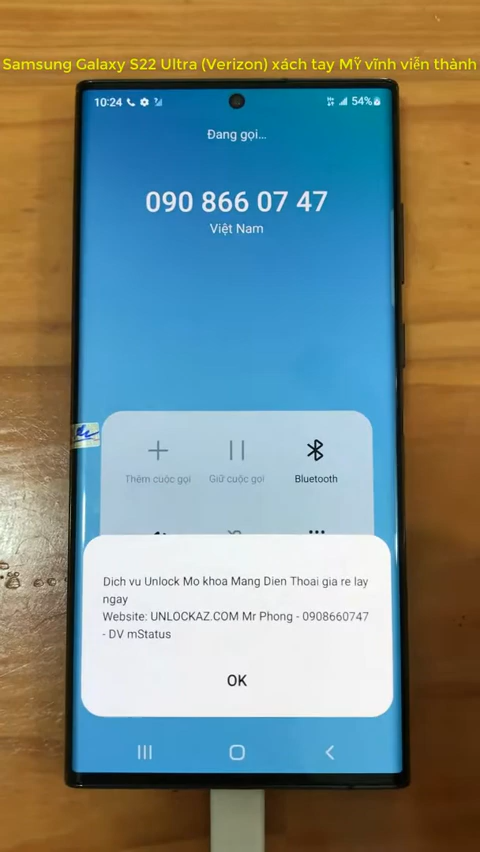 Samsung Galaxy S22 Ultra (Verizon) xách tay Mỹ vĩnh viễn thành
10:24
54%
Đang gọi...
090 866 07 47
Việt Nam
Thêm cuộc gọi
Giữ cuộc gọi
Bluetooth
Dich vu Unlock Mo khoa Mang Dien Thoai gia re lay
ngay
Website: UNLOCKAZ.COM Mr Phong - 0908660747
- DV mStatus
OK